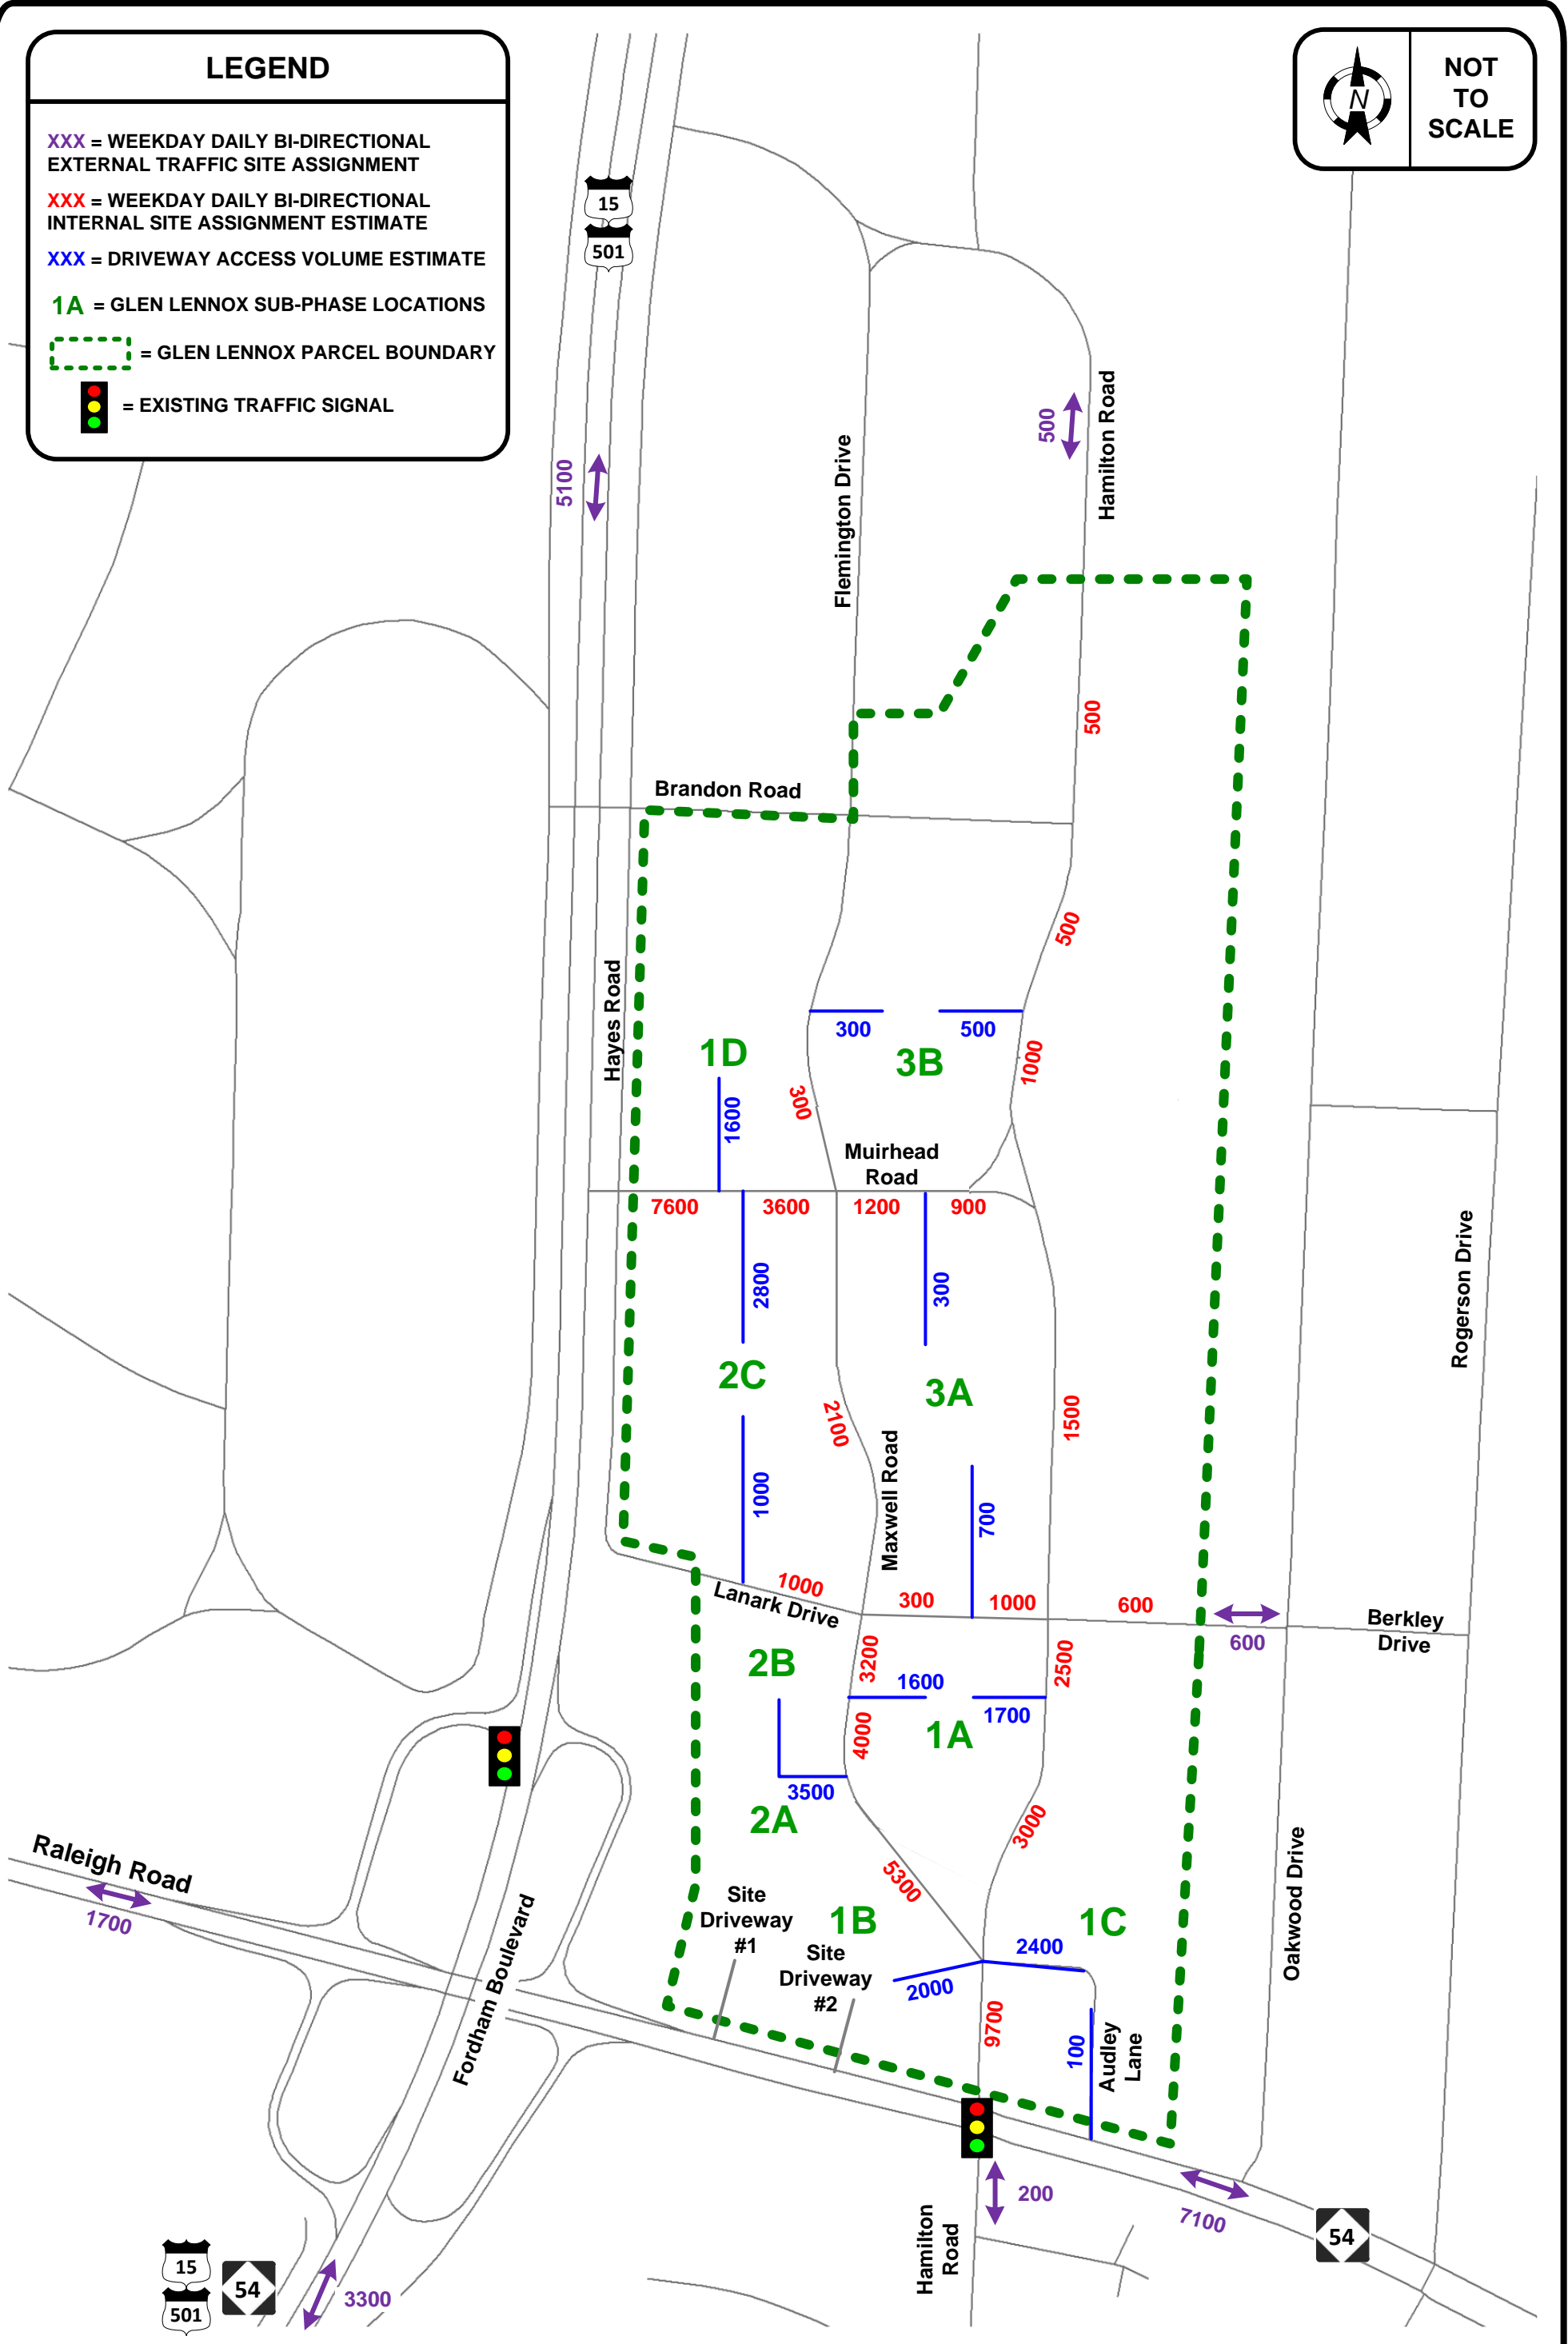 LEGEND
XXX = WEEKDAY DAILY BI-DIRECTIONAL
EXTERNAL TRAFFIC SITE ASSIGNMENT
XXX = WEEKDAY DAILY BI-DIRECTIONAL
INTERNAL SITE ASSIGNMENT ESTIMATE
XXX = DRIVEWAY ACCESS VOLUME ESTIMATE
1A = GLEN LENNOX SUB-PHASE LOCATIONS
= GLEN LENNOX PARCEL BOUNDARY
= EXISTING TRAFFIC SIGNAL
N
NOT
TO
SCALE
15
501
5100
Flemington Drive
500
Hamilton Road
500
Brandon Road
500
Hayes Road
1D
300
500
3B
1000
1600
300
Muirhead
Road
7600
3600
1200
900
2800
300
2C
3A
2100
1500
Rogerson Drive
1000
Maxwell Road
700
1000
Lanark Drive
300
1000
600
600
Berkley
Drive
3200
2500
2B
1600
1700
1A
4000
3500
2A
3000
5300
Raleigh Road
1700
Fordham Boulevard
Site
Driveway
#1
1B
Site
Driveway
#2
1C
2400
2000
9700
100
Audley
Lane
Oakwood Drive
200
Hamilton
Road
7100
54
15
501
54
3300